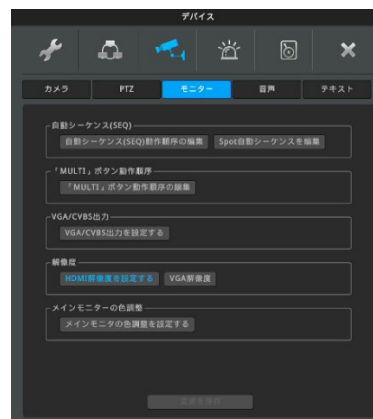 デバイス
カメラ PTZ モニター 音声 テキスト
自動シーケンス(SEQ)
自動シーケンス(SEQ)動作順序の編集 Spot自動シーケンスを編集
「MULTI」ボタン動作順序
「MULTI」ボタン動作順序の編集
VGA/CVBS出力
VGA/CVBS出力を設定する
解像度
HDMI解像度を設定する VGA解像度
メインモニターの色調整
メインモニタの色調整を設定する